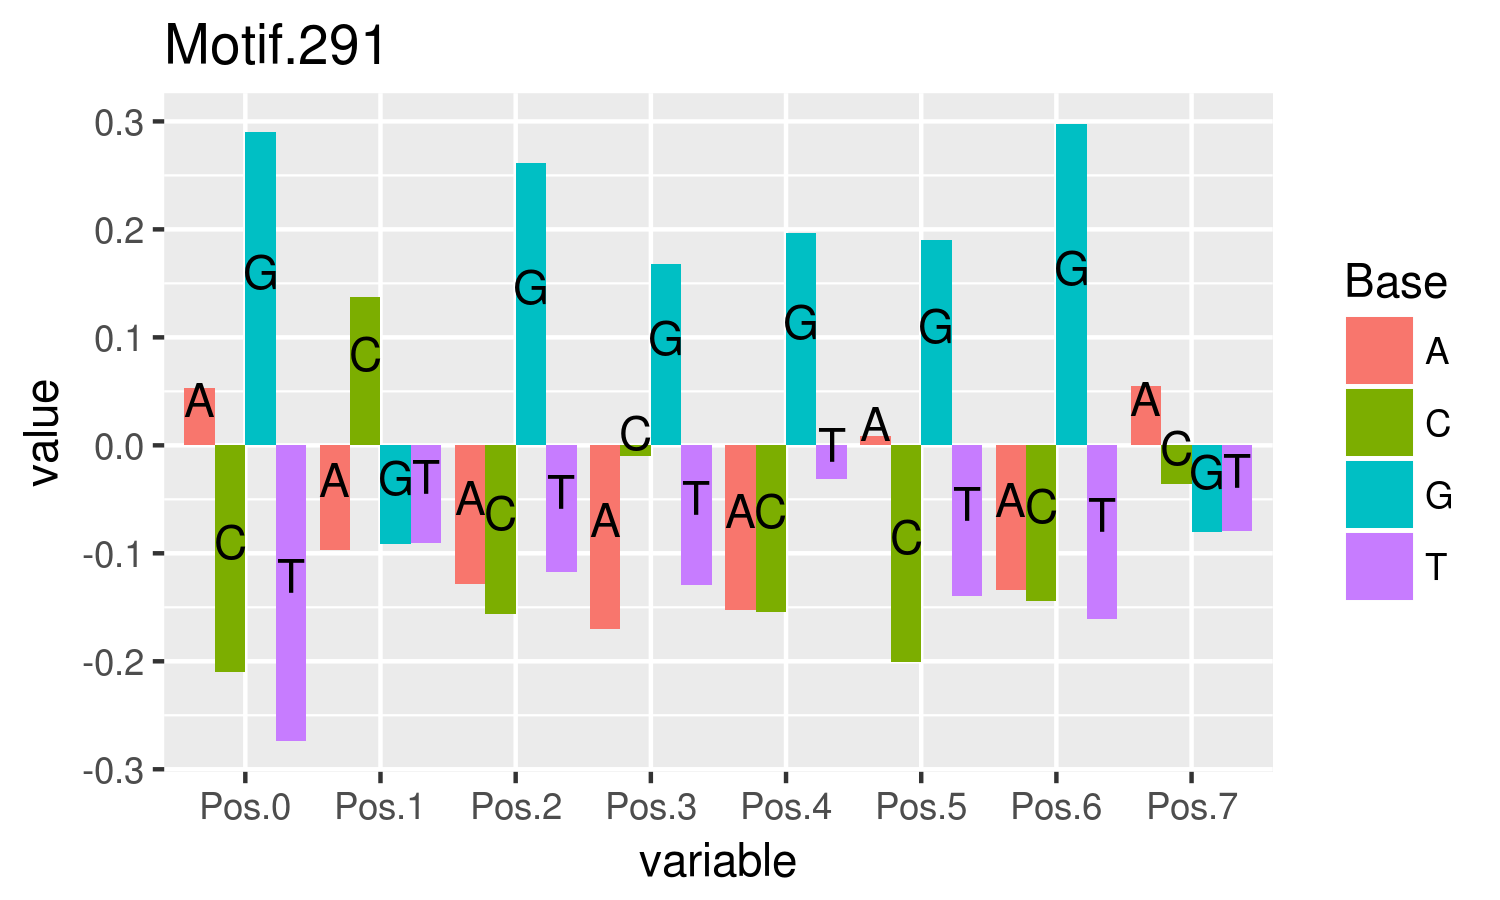 Motif.291
0.3
0.2
0.1
0.0
-0.1
-0.2
-0.3
value
A C G T
A C G T
A C G T
A C G T
A C G T
A C G T
A C G T
A C G T
Pos.0 Pos.1 Pos.2 Pos.3 Pos.4 Pos.5 Pos.6 Pos.7
variable
Base
A
C
G
T